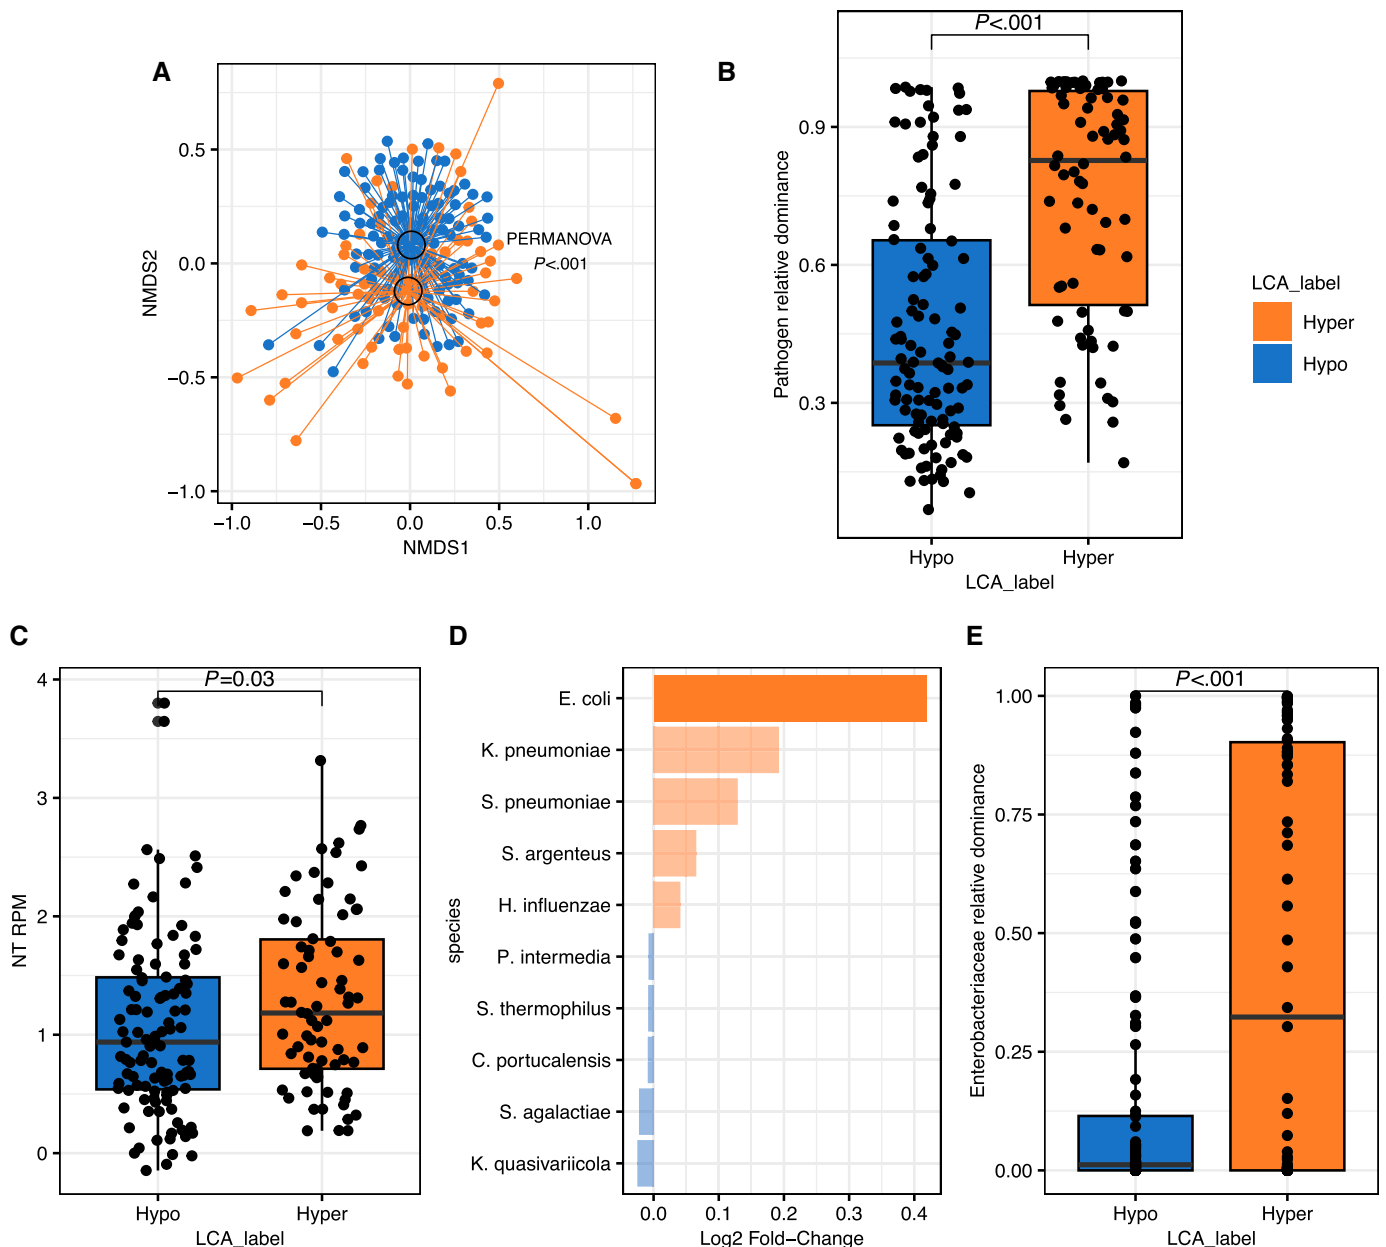 A
0.5
0.0
−0.5
−1.0
NMDS2
−1.0
−0.5
0.0
0.5
1.0
NMDS1
PERMANOVA
P<.001
B
P<.001
0.9
0.6
0.3
Pathogen relative dominance
Hypo
Hyper
LCA_label
LCA_label
Hyper
Hypo
C
P=0.03
4
3
2
1
0
NT RPM
Hypo
Hyper
LCA_label
D
E. coli
K. pneumoniae
S. pneumoniae
S. argenteus
H. influenzae
P. intermedia
S. thermophilus
C. portucalensis
S. agalactiae
K. quasivariicola
species
0.0
0.1
0.2
0.3
0.4
Log2 Fold−Change
E
P<.001
1.00
0.75
0.50
0.25
0.00
Enterobacteriaceae relative dominance
Hypo
Hyper
LCA_label